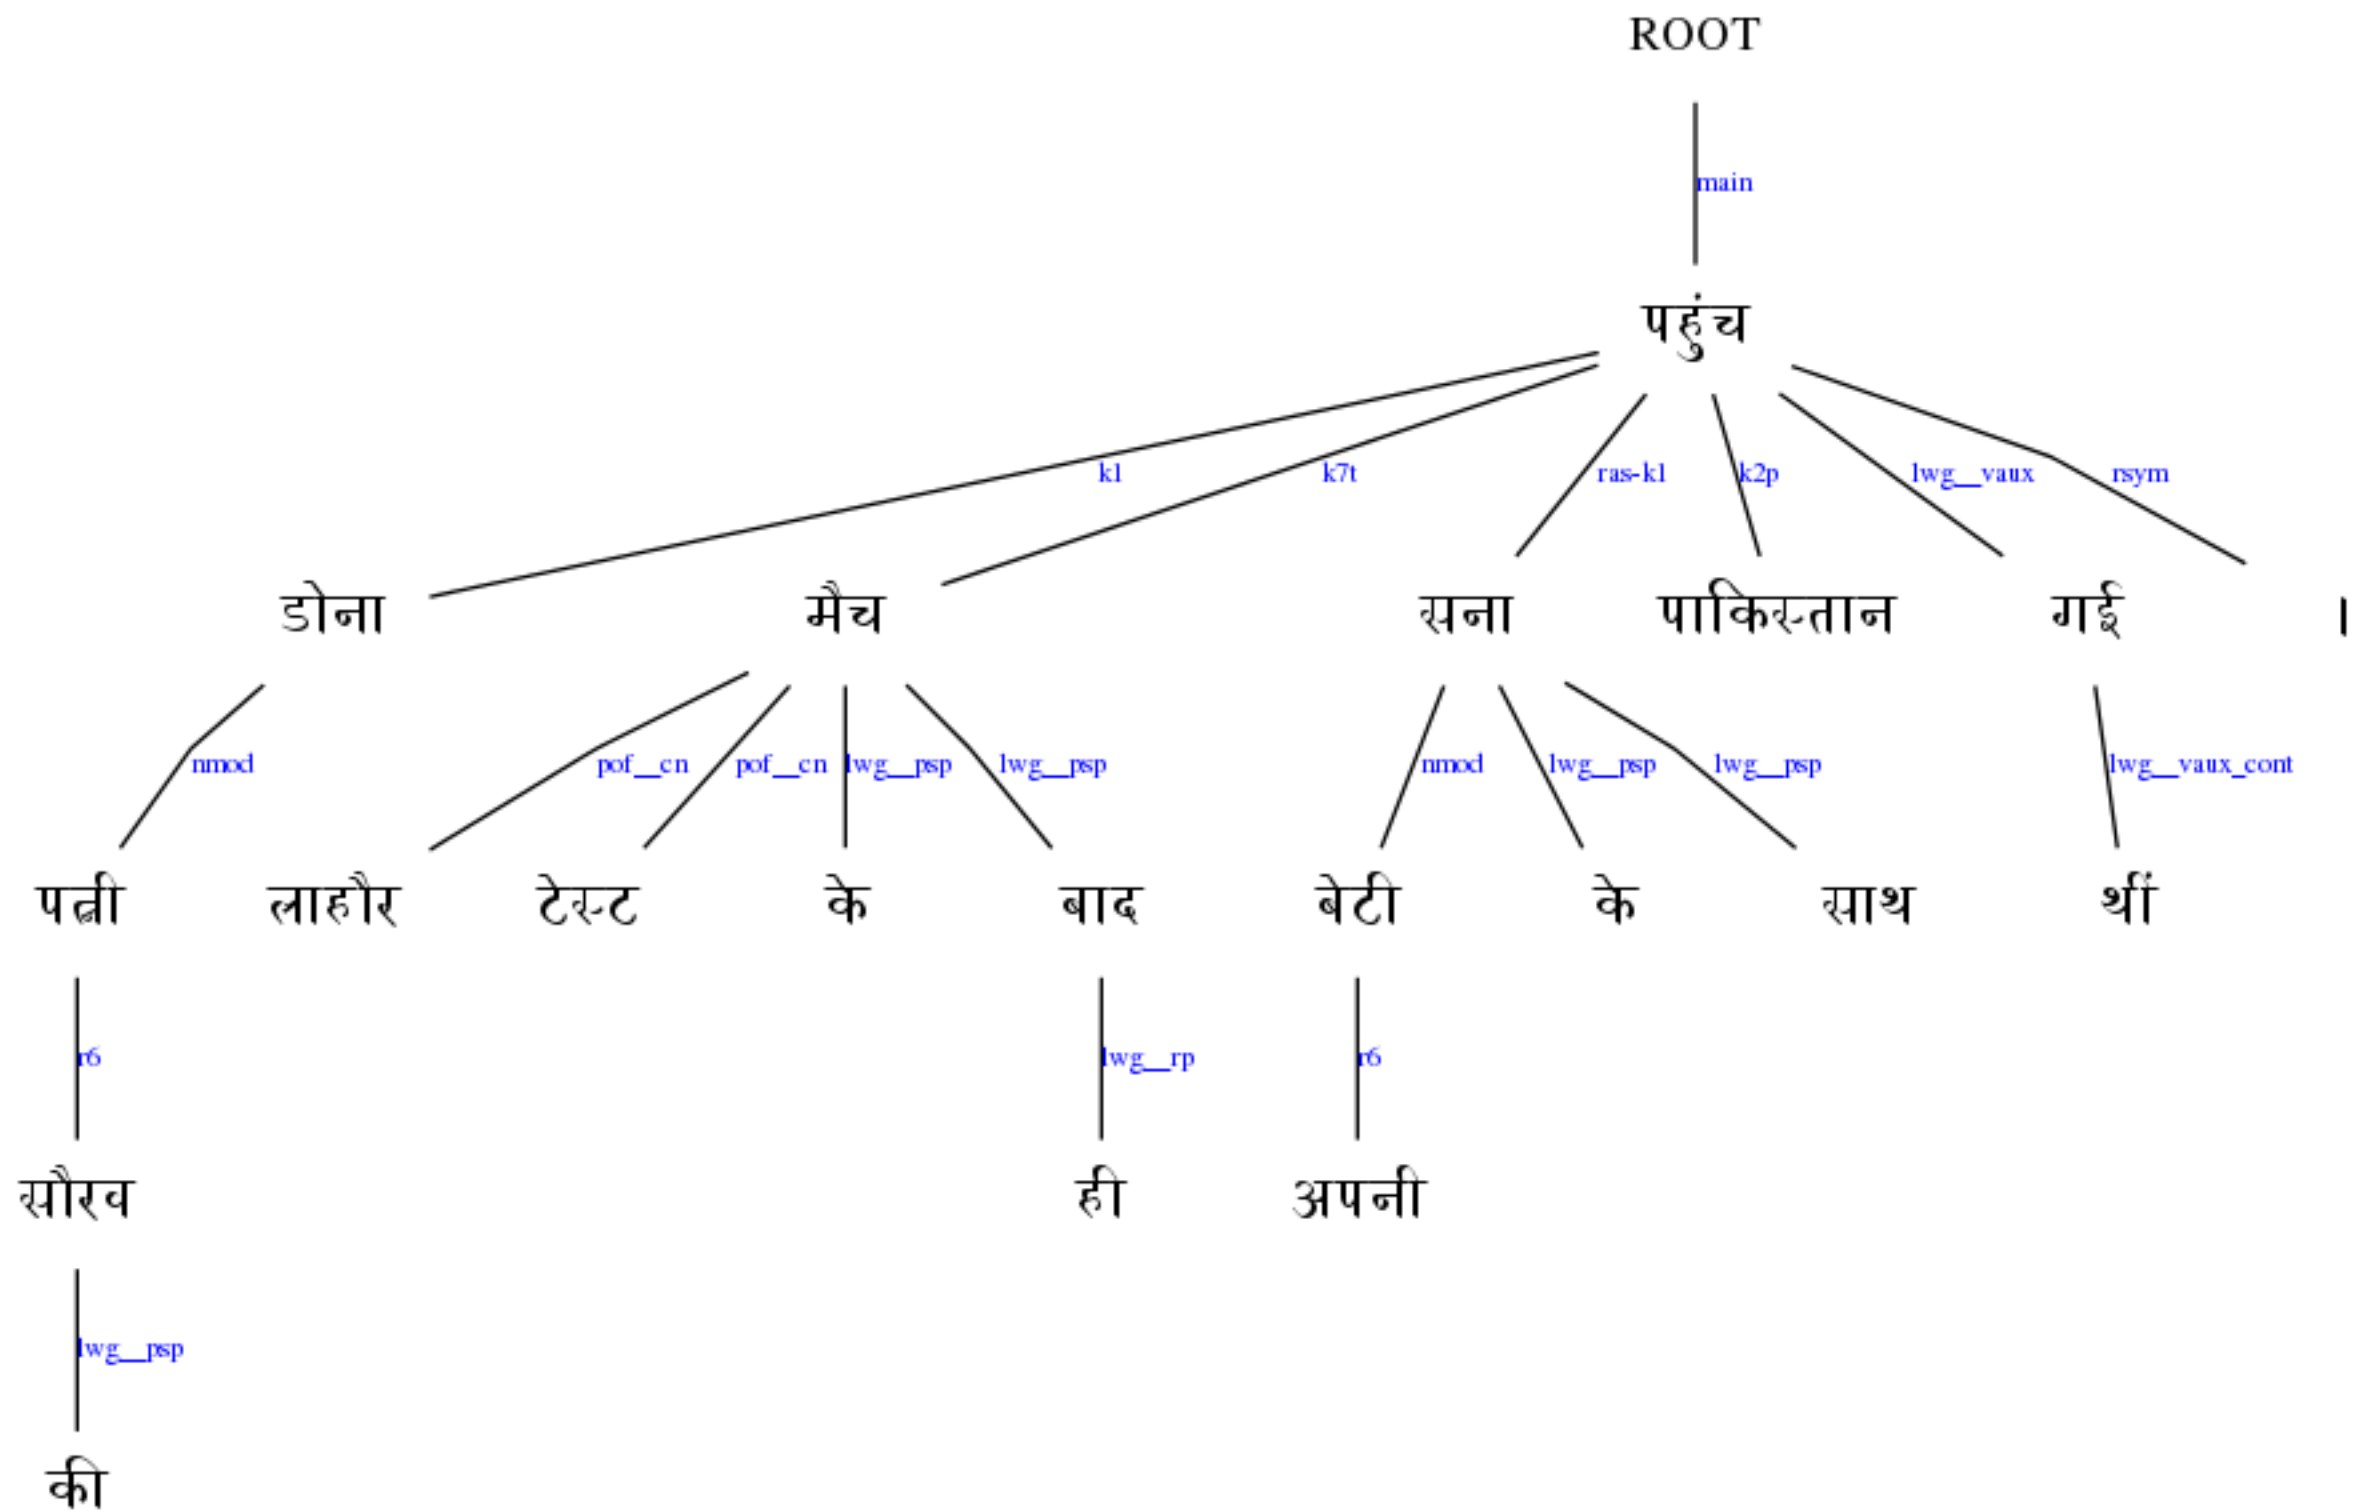 ROOT
main
पहुंच
k1 k7t ras-k1 k2p lwg__vaux rsym
डोना मैच सना पाकिस्तान गई ।
nmod pof__cn pof__cn lwg__psp lwg__psp nmod lwg__psp lwg__psp lwg__vaux_cont
पत्नी लाहौर टेस्ट के बाद बेटी के साथ थीं
r6 lwg__rp r6
सौरव ही अपनी
lwg__psp
की